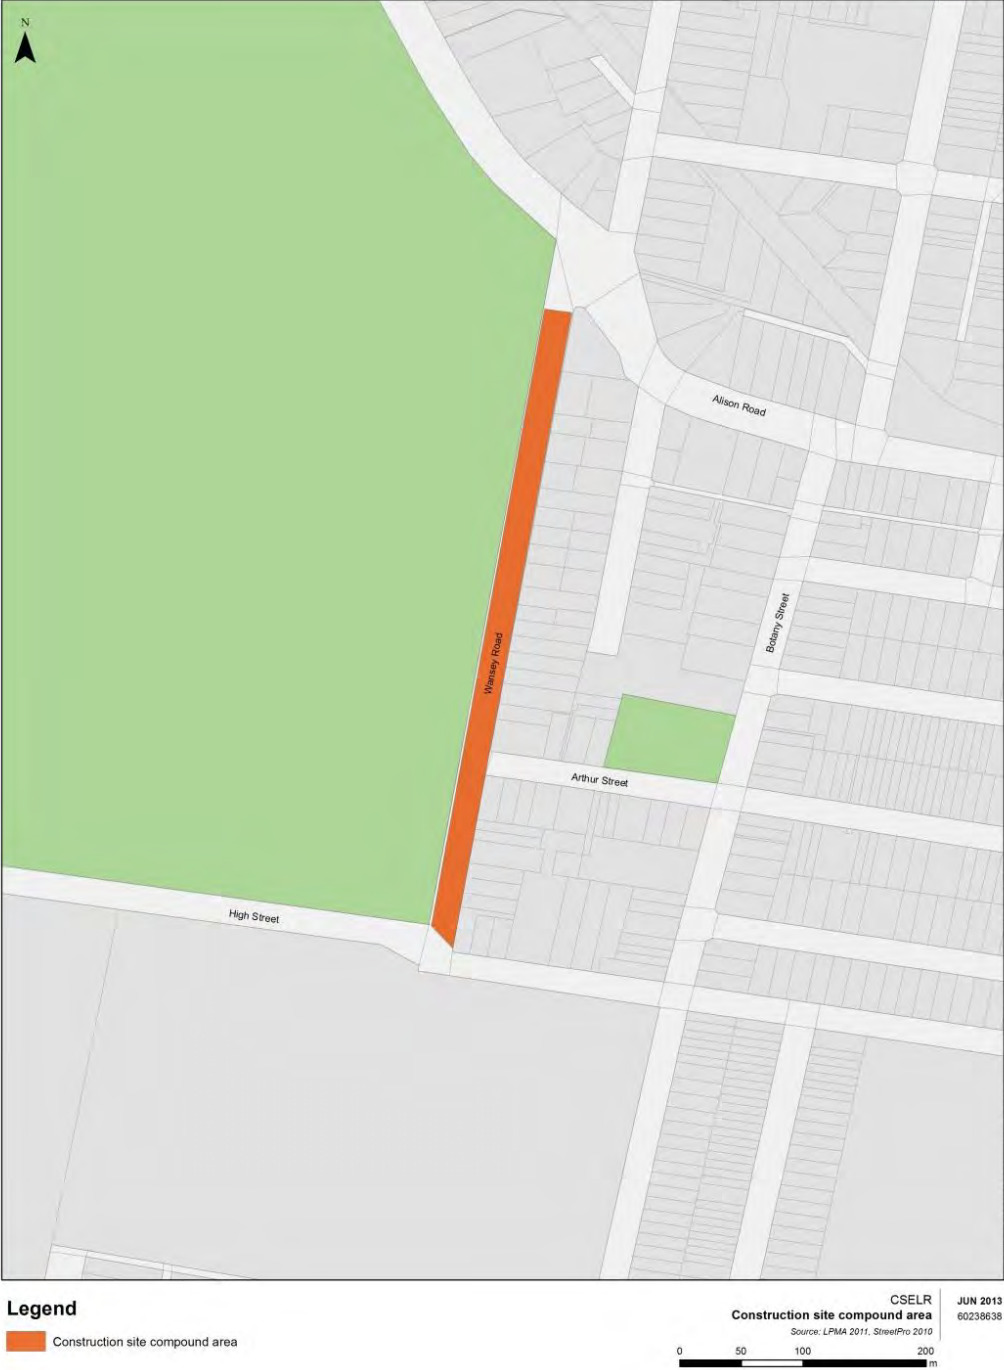 N
Alison Road
Botany Street
Wansey Road
Arthur Street
High Street
Legend
Construction site compound area
CSELR
Construction site compound area
Source: LPMA 2011, StreetPro 2010
JUN 2013
60238638
0 50 100 200
m